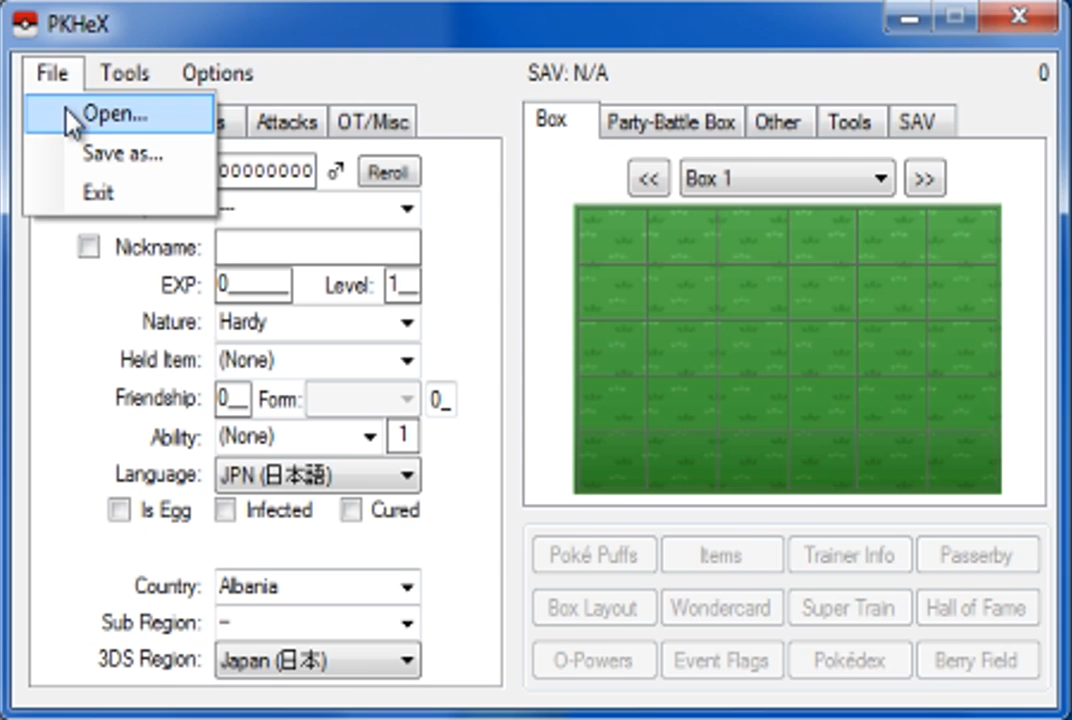 PKHeX
File Tools Options SAV: N/A 0
Open...
Save as...
Exit
s Attacks OT/Misc
00000000 ♂ Reroll
---
Nickname:
EXP: 0 Level: 1
Nature: Hardy
Held Item: (None)
Friendship: 0 Form: 0
Ability: (None) 1
Language: JPN (日本語)
Is Egg Infected Cured
Country: Albania
Sub Region: –
3DS Region: Japan (日本)
Box Party-Battle Box Other Tools SAV
<< Box 1 >>
Poké Puffs Items Trainer Info Passerby
Box Layout Wondercard Super Train Hall of Fame
O-Powers Event Flags Pokédex Berry Field